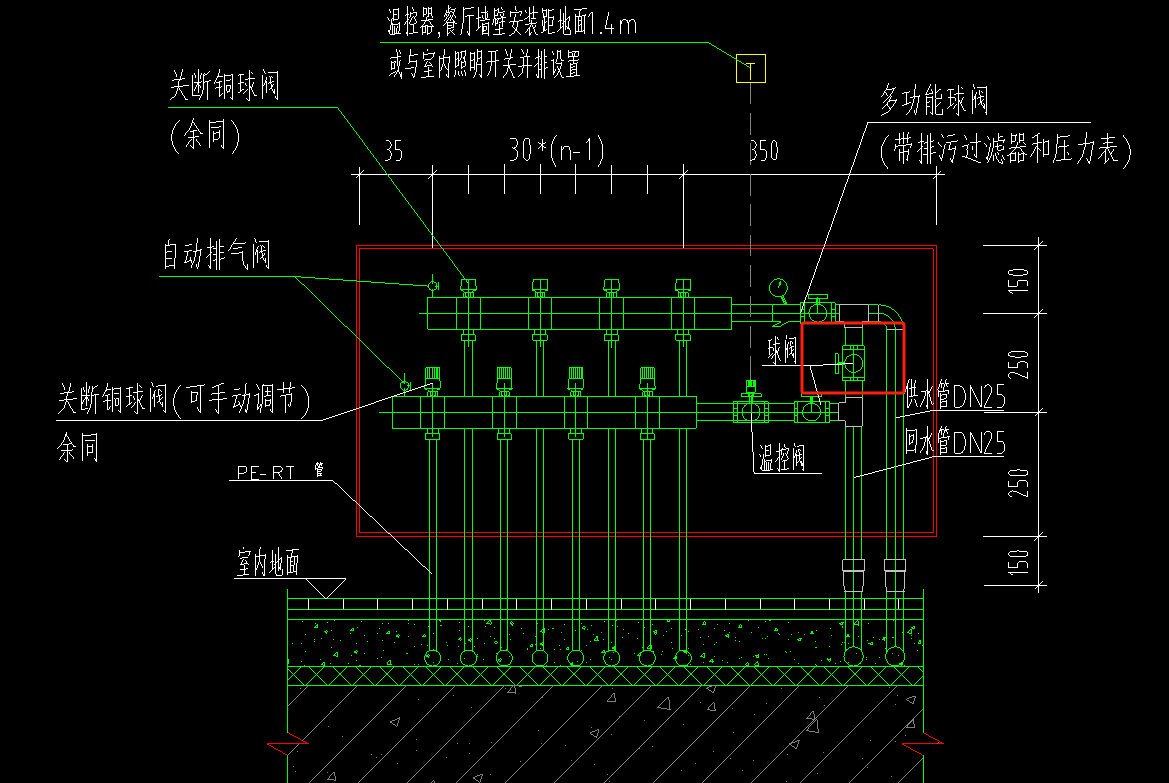 温控器,餐厅墙壁安装距地面1.4m
或与室内照明开关并排设置
T
关断铜球阀
(余同)
多功能球阀
(带排污过滤器和压力表)
35
30*(n-1)
350
自动排气阀
150
球阀
250
关断铜球阀(可手动调节)
余同
供水管DN25
回水管DN25
温控阀
PE-RT 管
250
室内地面
150